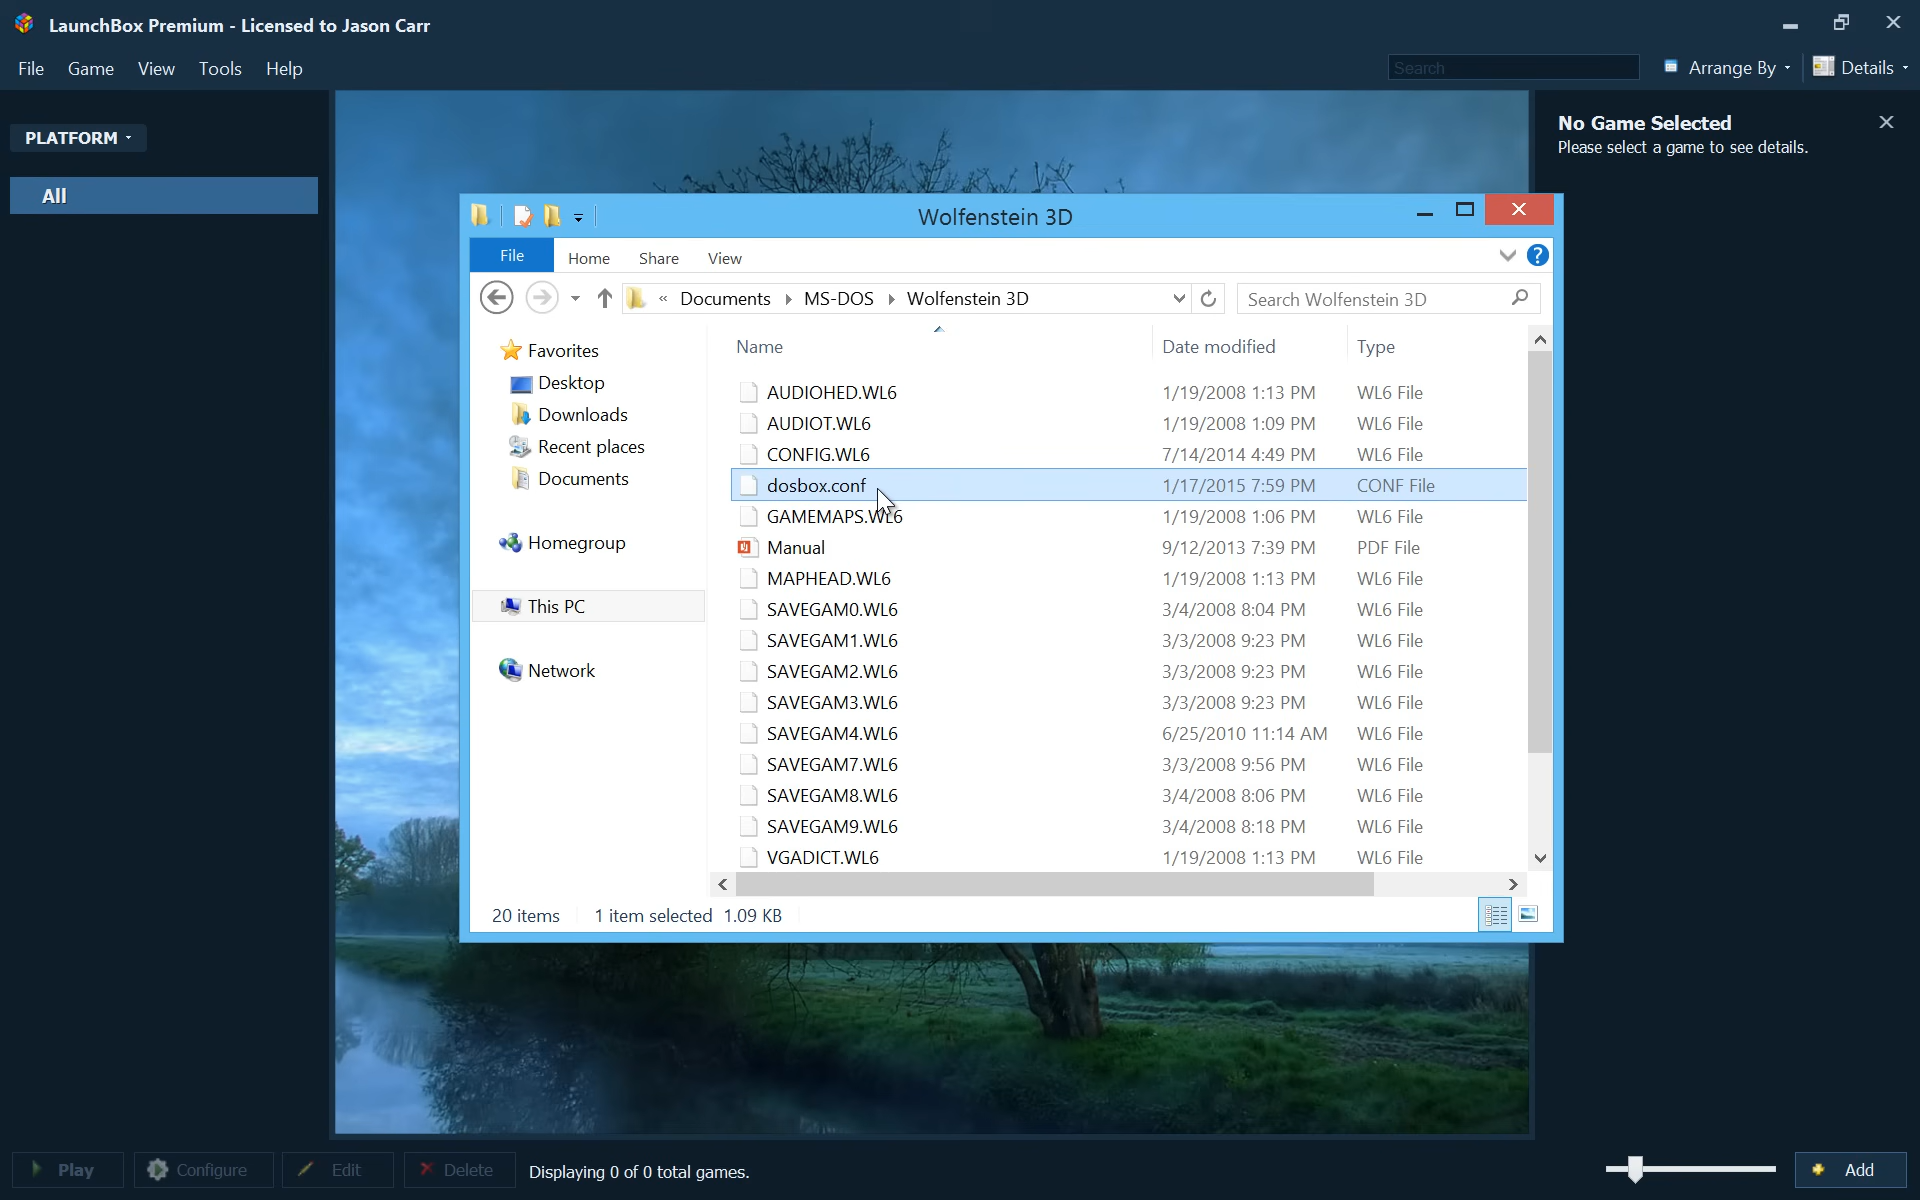 LaunchBox Premium - Licensed to Jason Carr
File Game View Tools Help
Search
Arrange By
Details
PLATFORM
All
No Game Selected
Please select a game to see details.
Wolfenstein 3D
File Home Share View
« Documents MS-DOS Wolfenstein 3D
Search Wolfenstein 3D
Favorites
Desktop
Downloads
Recent places
Documents
Homegroup
This PC
Network
Name Date modified Type
AUDIOHED.WL6 1/19/2008 1:13 PM WL6 File
AUDIOT.WL6 1/19/2008 1:09 PM WL6 File
CONFIG.WL6 7/14/2014 4:49 PM WL6 File
dosbox.conf 1/17/2015 7:59 PM CONF File
GAMEMAPS.WL6 1/19/2008 1:06 PM WL6 File
Manual 9/12/2013 7:39 PM PDF File
MAPHEAD.WL6 1/19/2008 1:13 PM WL6 File
SAVEGAM0.WL6 3/4/2008 8:04 PM WL6 File
SAVEGAM1.WL6 3/3/2008 9:23 PM WL6 File
SAVEGAM2.WL6 3/3/2008 9:23 PM WL6 File
SAVEGAM3.WL6 3/3/2008 9:23 PM WL6 File
SAVEGAM4.WL6 6/25/2010 11:14 AM WL6 File
SAVEGAM7.WL6 3/3/2008 9:56 PM WL6 File
SAVEGAM8.WL6 3/4/2008 8:06 PM WL6 File
SAVEGAM9.WL6 3/4/2008 8:18 PM WL6 File
VGADICT.WL6 1/19/2008 1:13 PM WL6 File
20 items 1 item selected 1.09 KB
Play
Configure
Edit
Delete
Displaying 0 of 0 total games.
Add